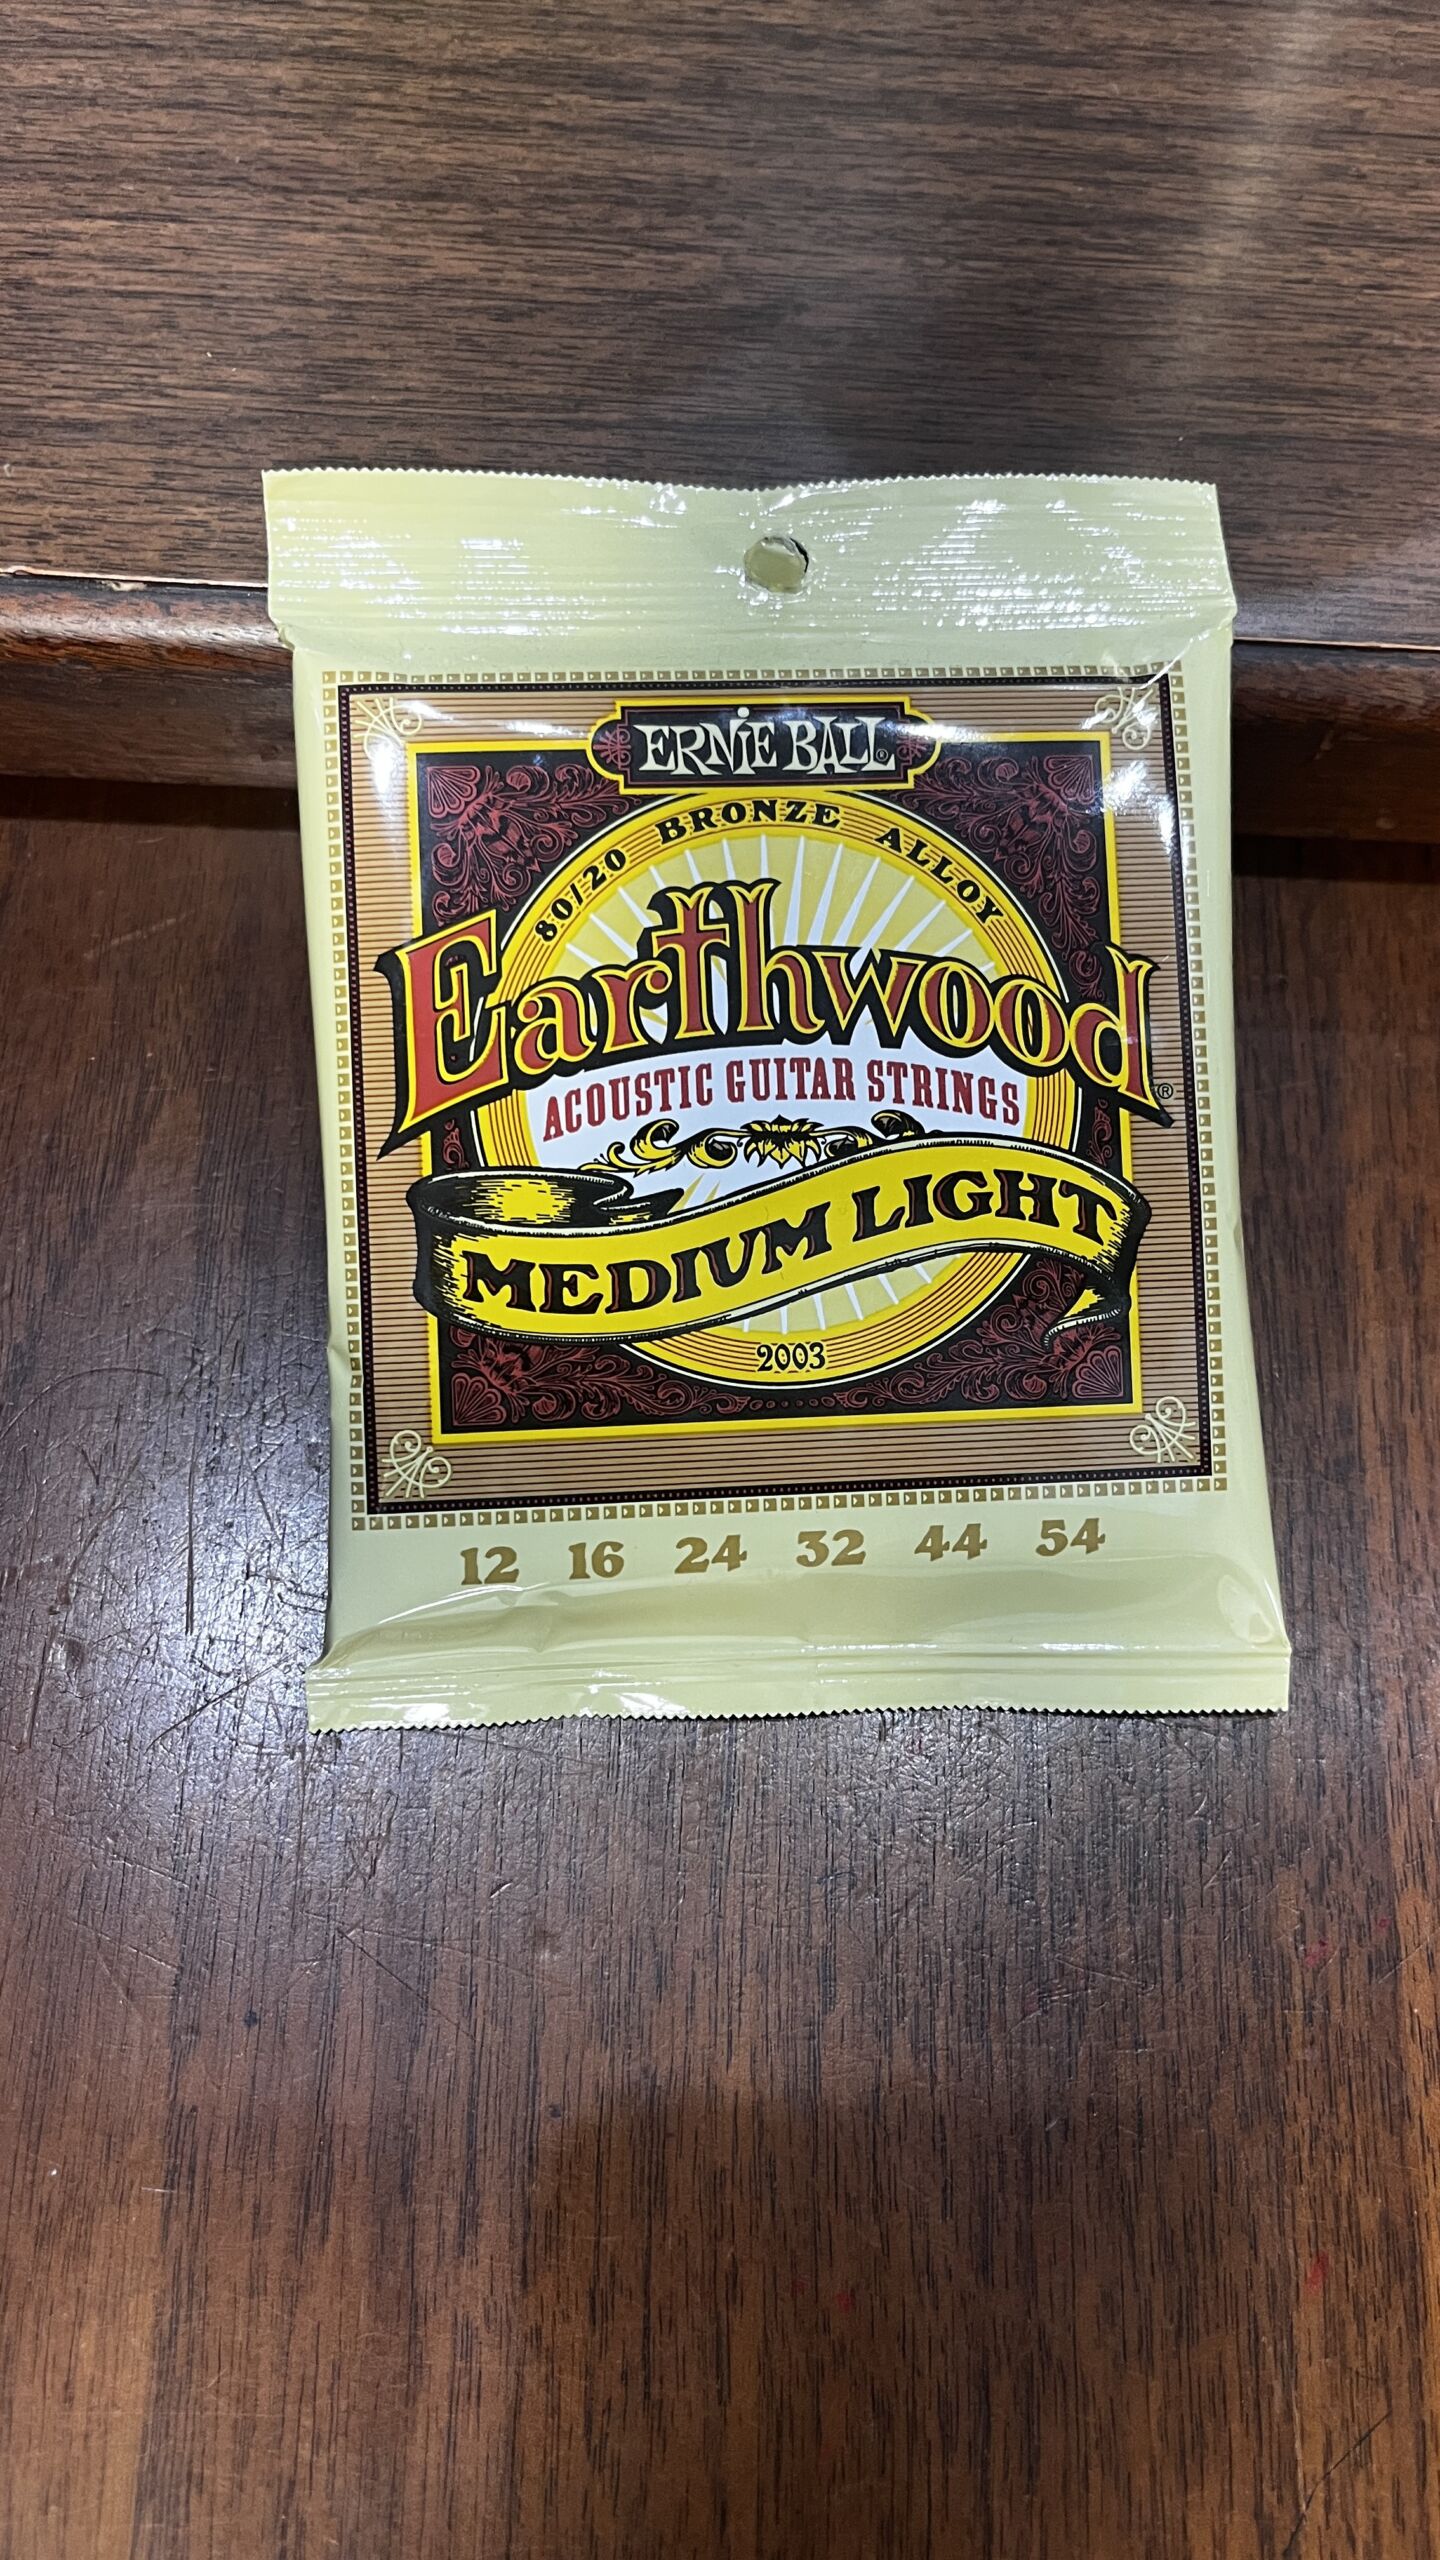 ERNIE BALL®
80/20 BRONZE ALLOY
Earthwood®
ACOUSTIC GUITAR STRINGS
MEDIUM LIGHT
2003
12 16 24 32 44 54